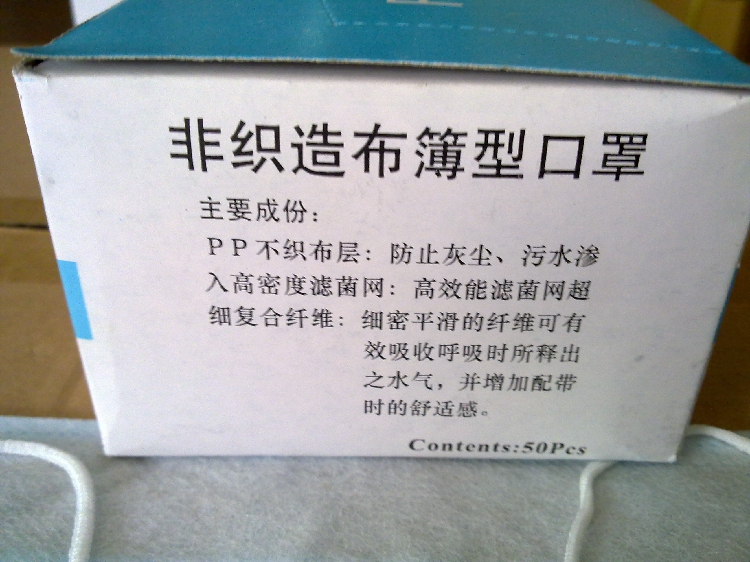 非织造布簿型口罩
主要成份：
PP不织布层：防止灰尘、污水渗
入高密度滤菌网：高效能滤菌网超
细复合纤维：细密平滑的纤维可有
效吸收呼吸时所释出
之水气，并增加配带
时的舒适感。
Contents:50Pcs